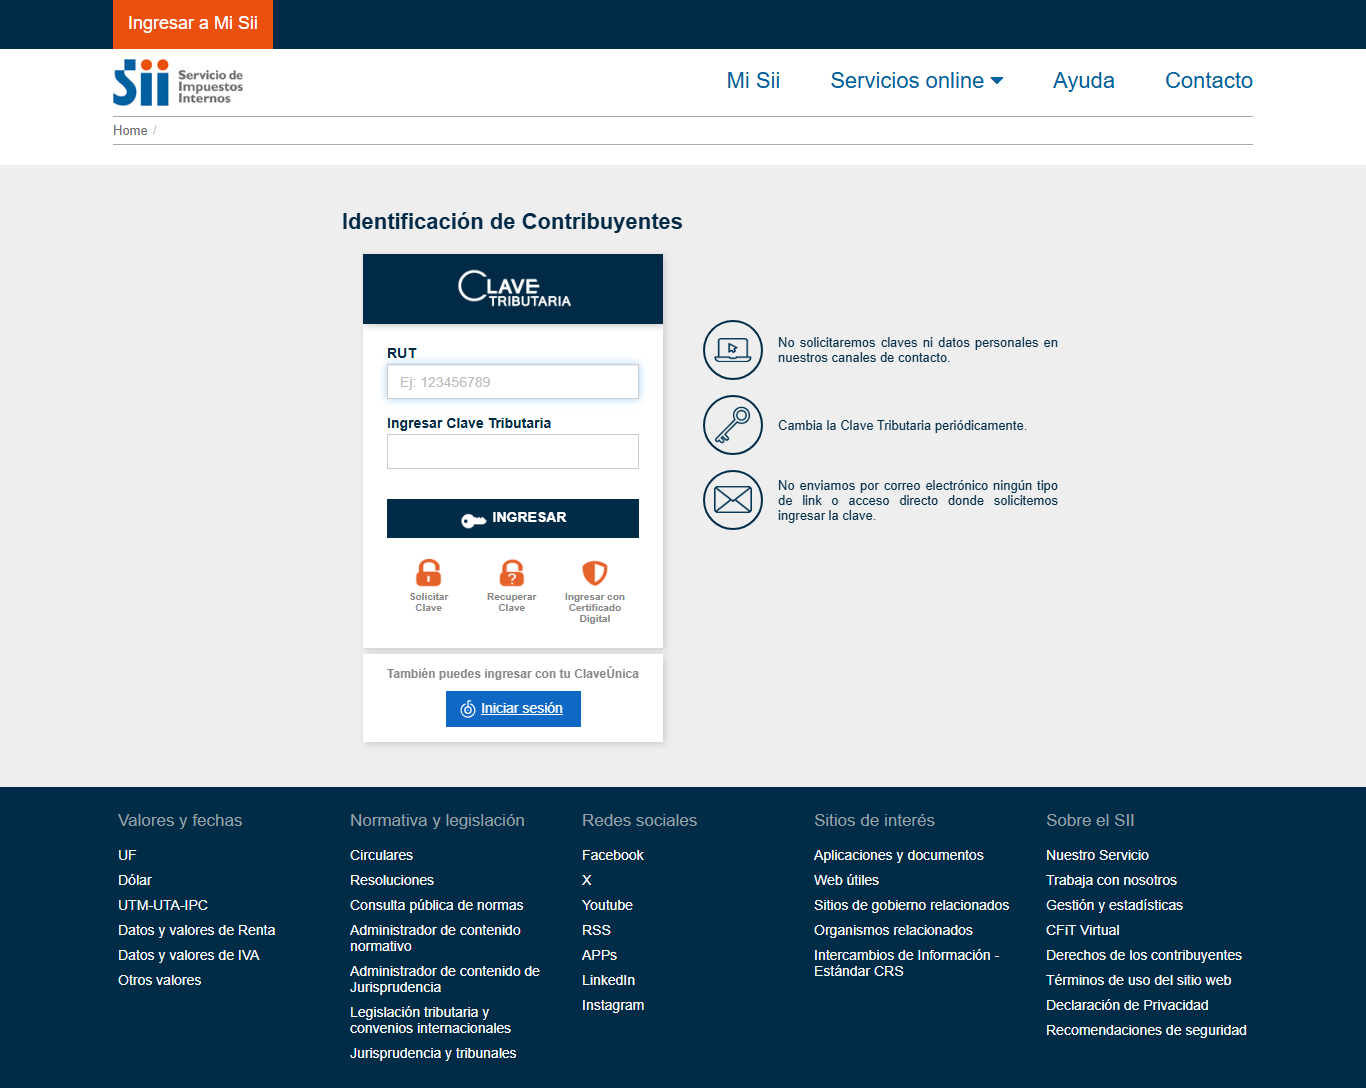 Ingresar a Mi Sii
Sii Servicio de
Impuestos
Internos
Mi Sii
Servicios online
Ayuda
Contacto
Home /
Identificación de Contribuyentes
CLAVE
TRIBUTARIA
RUT
Ej: 123456789
Ingresar Clave Tributaria
INGRESAR
Solicitar
Clave
Recuperar
Clave
Ingresar con
Certificado
Digital
También puedes ingresar con tu ClaveÚnica
Iniciar sesión
No solicitaremos claves ni datos personales en
nuestros canales de contacto.
Cambia la Clave Tributaria periódicamente.
No enviamos por correo electrónico ningún tipo
de link o acceso directo donde solicitemos
ingresar la clave.
Valores y fechas
UF
Dólar
UTM-UTA-IPC
Datos y valores de Renta
Datos y valores de IVA
Otros valores
Normativa y legislación
Circulares
Resoluciones
Consulta pública de normas
Administrador de contenido
normativo
Administrador de contenido de
Jurisprudencia
Legislación tributaria y
convenios internacionales
Jurisprudencia y tribunales
Redes sociales
Facebook
X
Youtube
RSS
APPs
LinkedIn
Instagram
Sitios de interés
Aplicaciones y documentos
Web útiles
Sitios de gobierno relacionados
Organismos relacionados
Intercambios de Información -
Estándar CRS
Sobre el SII
Nuestro Servicio
Trabaja con nosotros
Gestión y estadísticas
CFiT Virtual
Derechos de los contribuyentes
Términos de uso del sitio web
Declaración de Privacidad
Recomendaciones de seguridad